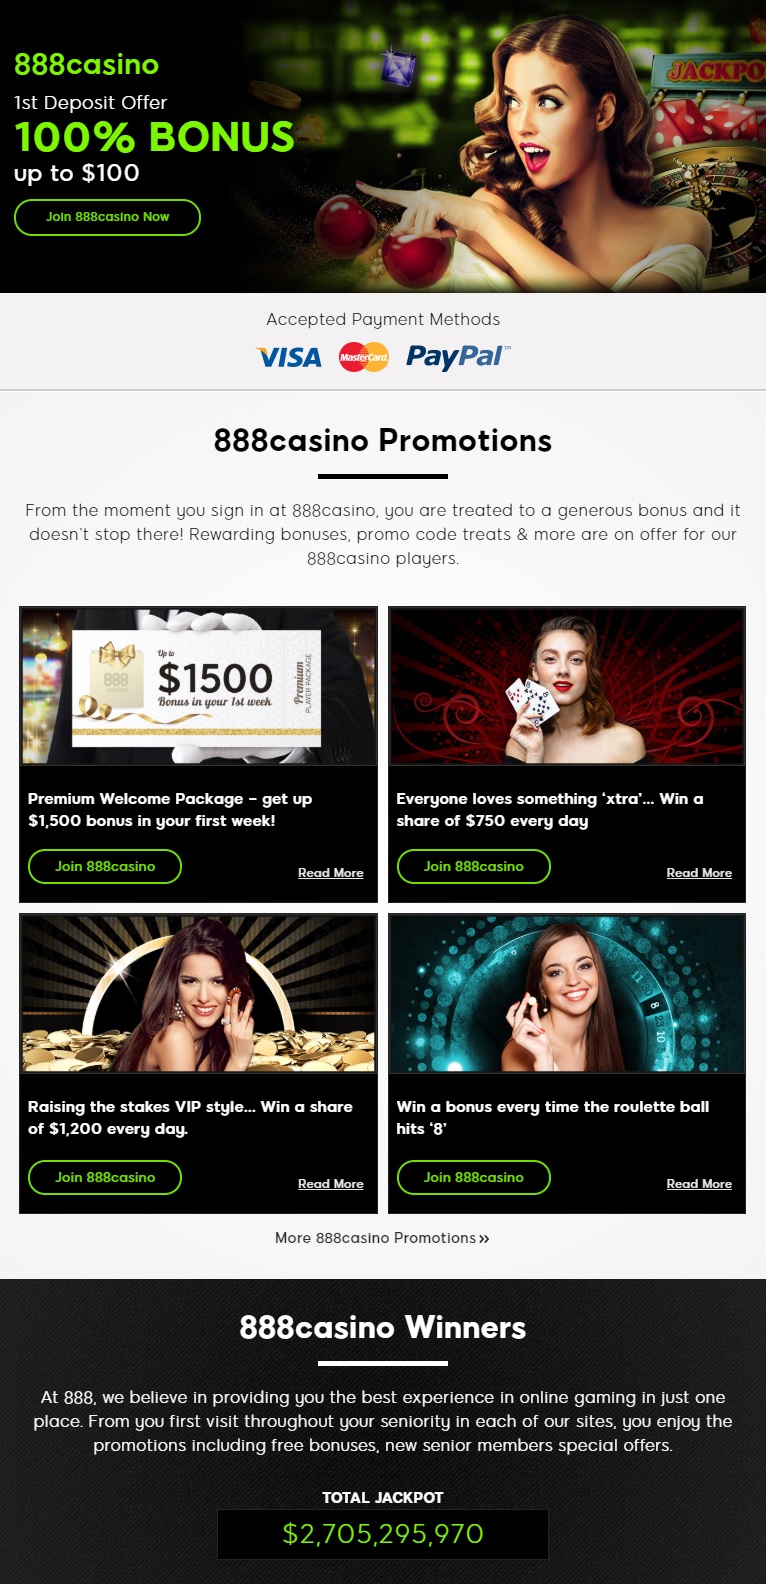 888casino
1st Deposit Offer
100% BONUS
up to $100
Join 888casino Now
JACKPO
Accepted Payment Methods
VISA MasterCard PayPal™
888casino Promotions
From the moment you sign in at 888casino, you are treated to a generous bonus and it
doesn't stop there! Rewarding bonuses, promo code treats & more are on offer for our
888casino players.
888
casino
Up to
$1500
Bonus in your 1st week
Premium
PLAYER PACKAGE
Premium Welcome Package – get up
$1,500 bonus in your first week!
Join 888casino
Read More
Everyone loves something ‘xtra’... Win a
share of $750 every day
Join 888casino
Read More
Raising the stakes VIP style... Win a share
of $1,200 every day.
Join 888casino
Read More
11
8
23
10
5
Win a bonus every time the roulette ball
hits ‘8’
Join 888casino
Read More
More 888casino Promotions »
888casino Winners
At 888, we believe in providing you the best experience in online gaming in just one
place. From you first visit throughout your seniority in each of our sites, you enjoy the
promotions including free bonuses, new senior members special offers.
TOTAL JACKPOT
$2,705,295,970